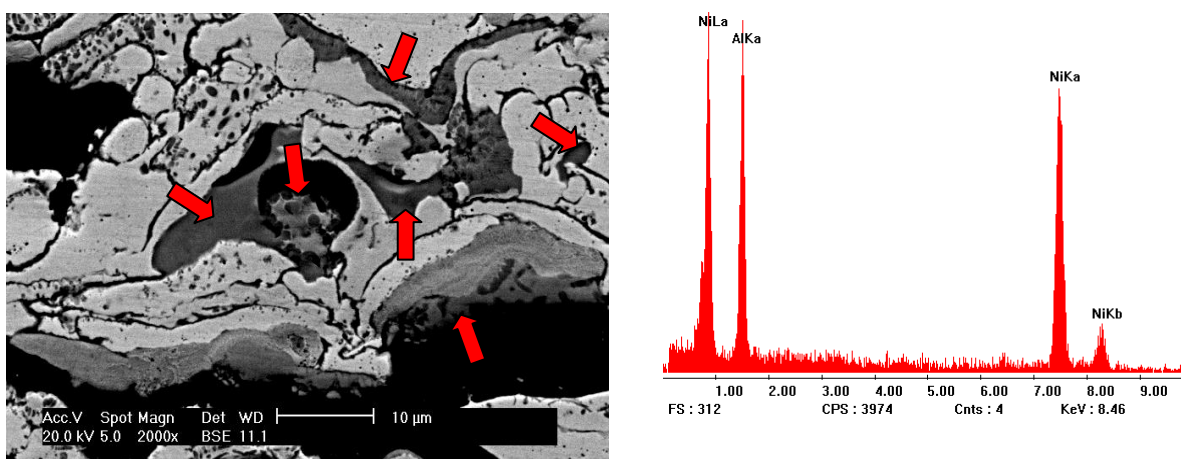 Acc.V Spot Magn Det WD 10 µm
20.0 kV 5.0 2000x BSE 11.1
NiLa
AlKa
NiKa
NiKb
1.00 2.00 3.00 4.00 5.00 6.00 7.00 8.00 9.00
FS : 312 CPS : 3974 Cnts : 4 KeV : 8.46